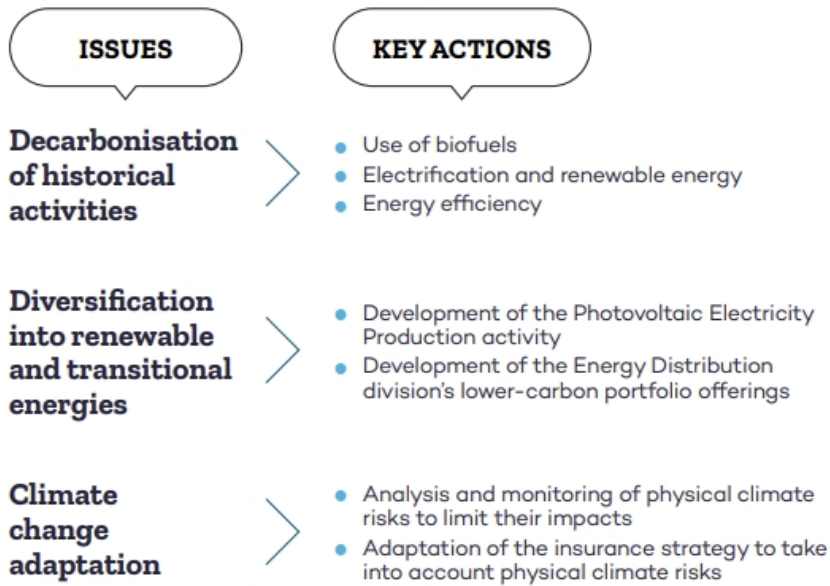 ISSUES
KEY ACTIONS
Decarbonisation
of historical
activities
Use of biofuels
Electrification and renewable energy
Energy efficiency
Diversification
into renewable
and transitional
energies
Development of the Photovoltaic Electricity
Production activity
Development of the Energy Distribution
division's lower-carbon portfolio offerings
Climate
change
adaptation
Analysis and monitoring of physical climate
risks to limit their impacts
Adaptation of the insurance strategy to take
into account physical climate risks